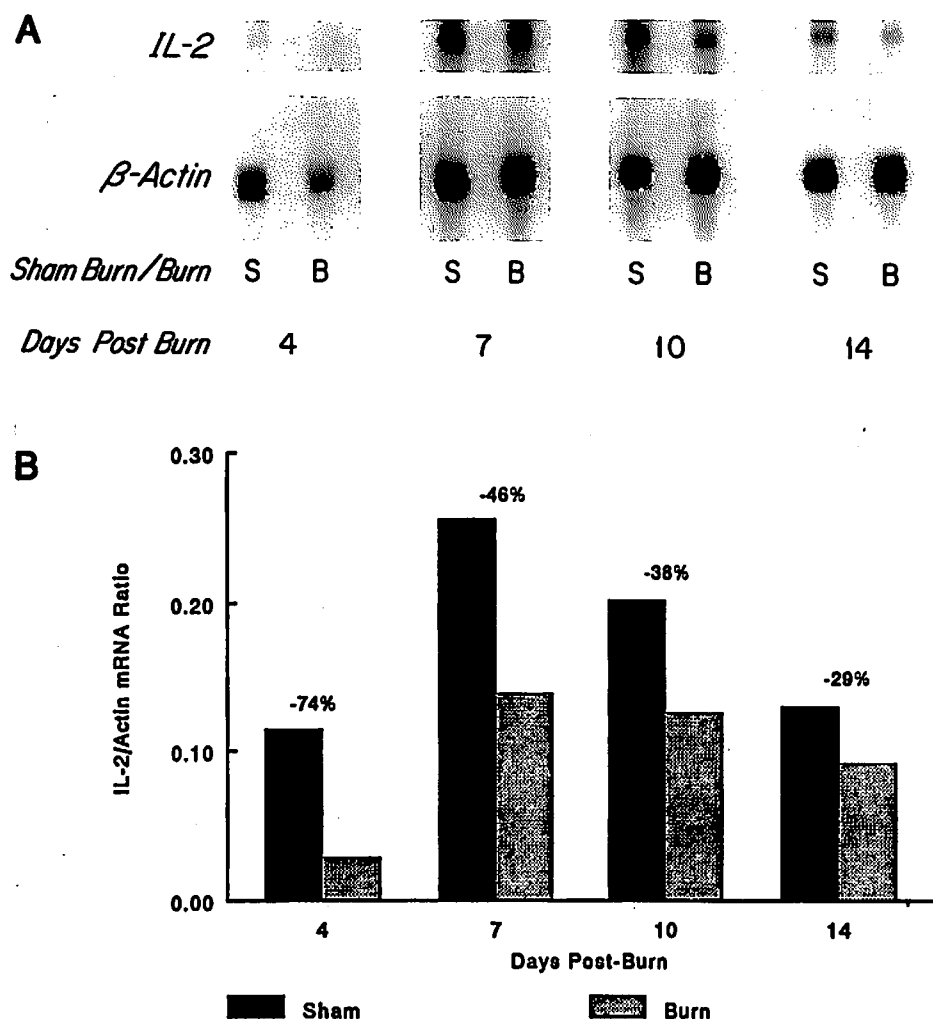 A
IL-2
β-Actin
Sham Burn/Burn S B S B S B S B
Days Post Burn 4 7 10 14
B
0.30
0.20
0.10
0.00
IL-2/Actin mRNA Ratio
-74%
-46%
-38%
-29%
4 7 10 14
Days Post-Burn
Sham Burn